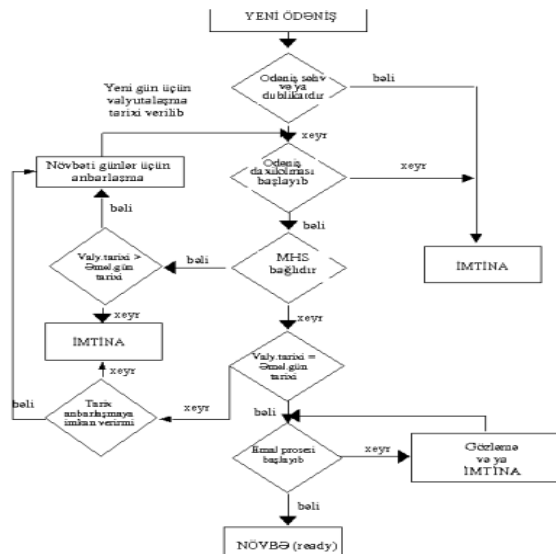 YENİ ÖDƏNİŞ
Ödəniş səhv
və ya
dublikatdır
bəli
Yeni gün üçün
valyutalaşma
tarixi verilib
xeyr
Növbəti günlər üçün
anbarlaşma
Ödəniş
daxilolması
başlayıb
xeyr
bəli
bəli
Valy.tarixi >
Əməl.gün
tarixi
bəli
MHS
bağlıdır
İMTİNA
xeyr
xeyr
İMTİNA
Valy.tarixi =
Əməl.gün
tarixi
xeyr
Tarix
anbarlaşmaya
imkan verirmi
bəli
xeyr
bəli
Emal prosesi
başlayıb
xeyr
Gözləmə
və ya
İMTİNA
bəli
NÖVBƏ (ready)